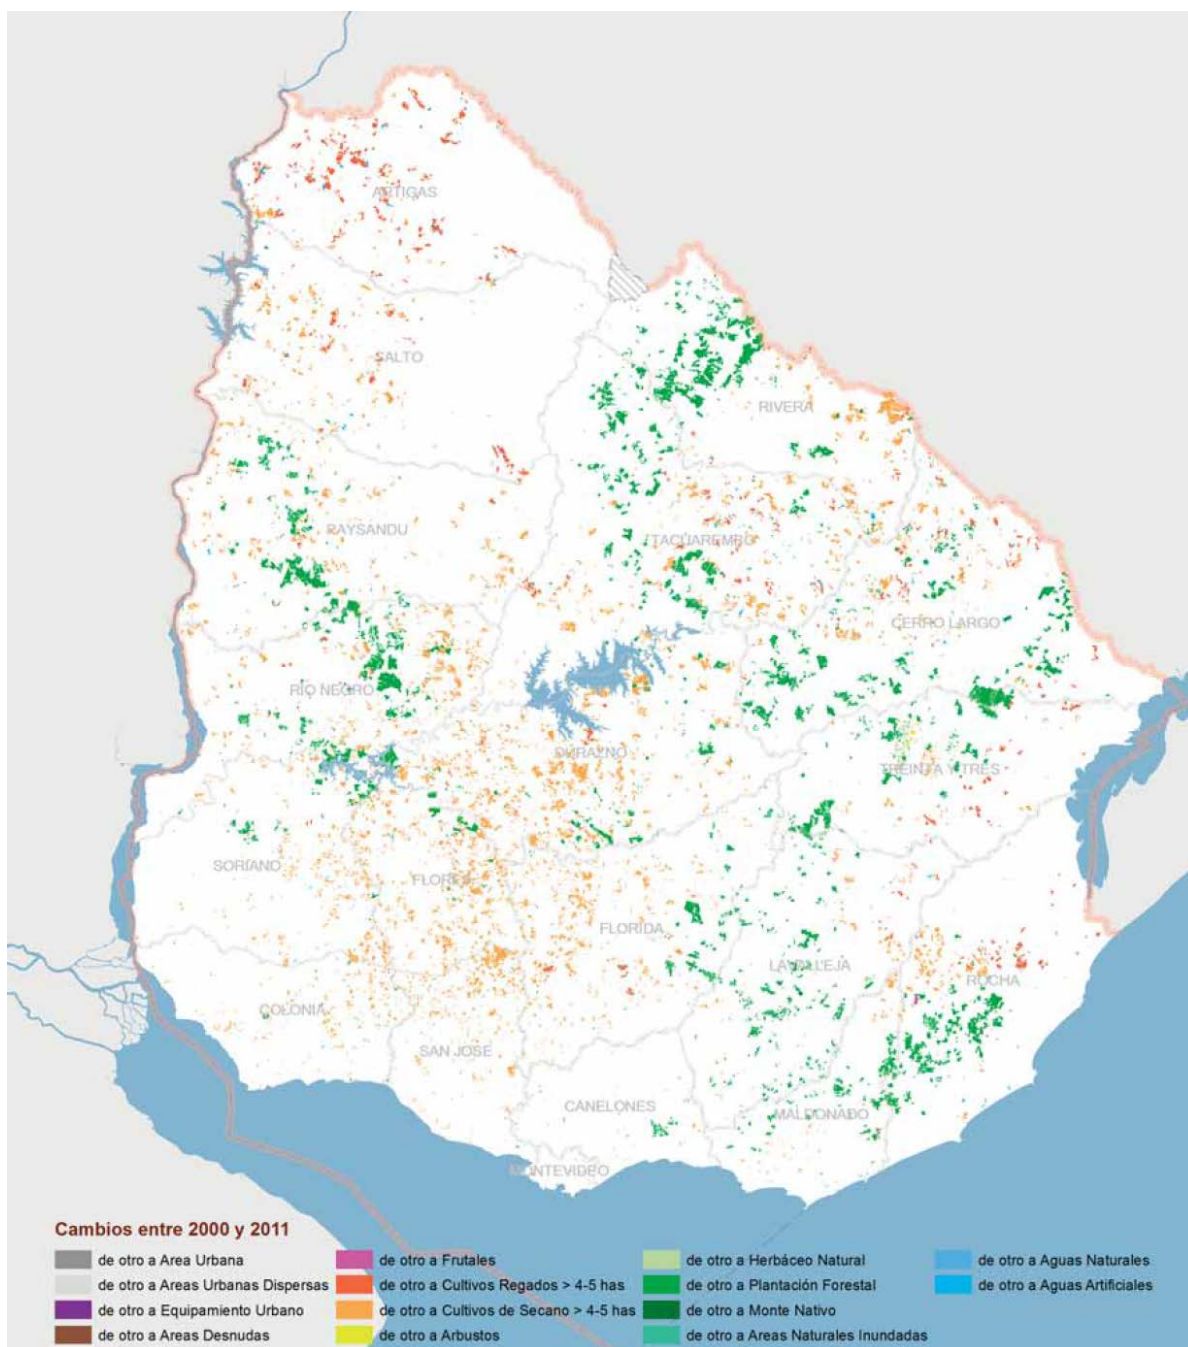 ARTIGAS
SALTO
RIVERA
PAYSANDU
TACUAREMBO
CERRO LARGO
RIO NEGRO
DURAZNO
TREINTA Y TRES
SORIANO
FLORES
FLORIDA
LAVALLEJA
ROCHA
COLONIA
SAN JOSE
CANELONES
MALDONADO
MONTEVIDEO
Cambios entre 2000 y 2011
de otro a Area Urbana
de otro a Areas Urbanas Dispersas
de otro a Equipamiento Urbano
de otro a Areas Desnudas
de otro a Frutales
de otro a Cultivos Regados > 4-5 has
de otro a Cultivos de Secano > 4-5 has
de otro a Arbustos
de otro a Herbáceo Natural
de otro a Plantación Forestal
de otro a Monte Nativo
de otro a Areas Naturales Inundadas
de otro a Aguas Naturales
de otro a Aguas Artificiales